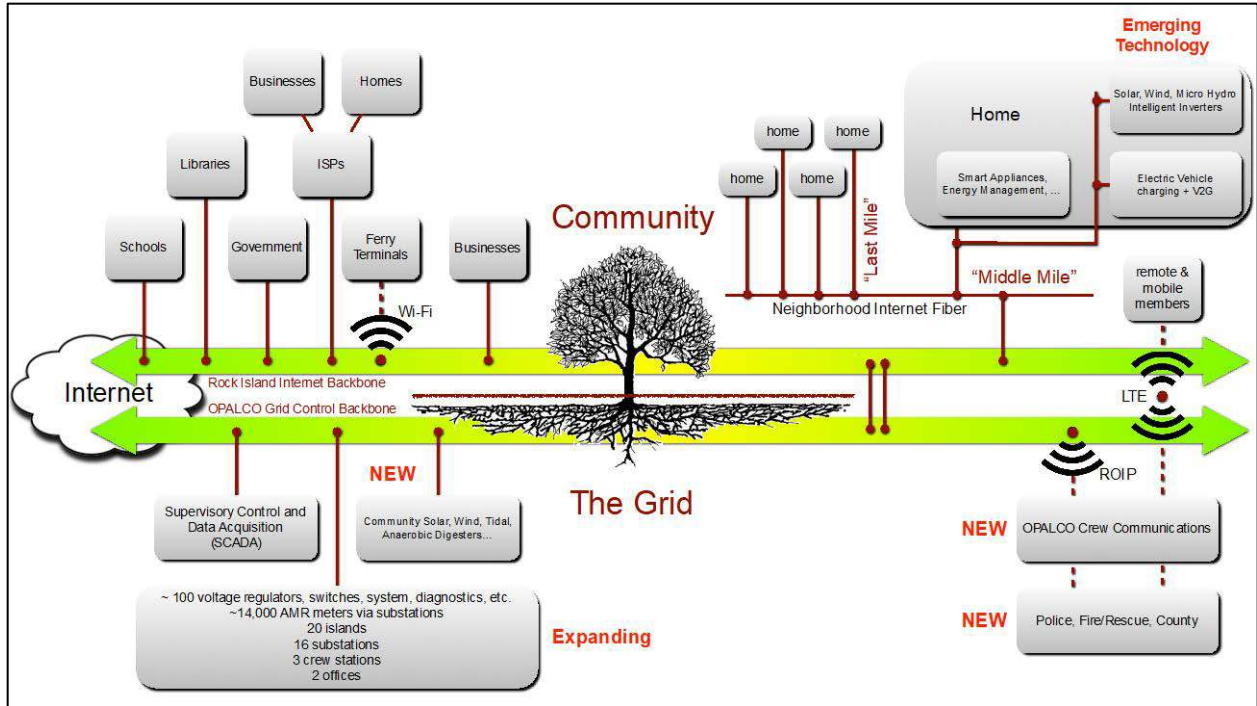 Emerging
Technology
Businesses
Homes
Solar, Wind, Micro Hydro
Intelligent Inverters
Home
Libraries
ISPs
home
home
home
home
Smart Appliances,
Energy Management, ...
Electric Vehicle
charging + V2G
Schools
Government
Ferry
Terminals
Businesses
Community
"Last Mile"
"Middle Mile"
remote &
mobile
members
Wi-Fi
Neighborhood Internet Fiber
Internet
Rock Island Internet Backbone
OPALCO Grid Control Backbone
LTE
ROIP
NEW
The Grid
Supervisory Control and
Data Acquisition
(SCADA)
Community Solar, Wind, Tidal,
Anaerobic Digesters...
NEW
OPALCO Crew Communications
~ 100 voltage regulators, switches, system, diagnostics, etc.
~14,000 AMR meters via substations
20 islands
16 substations
3 crew stations
2 offices
Expanding
NEW
Police, Fire/Rescue, County